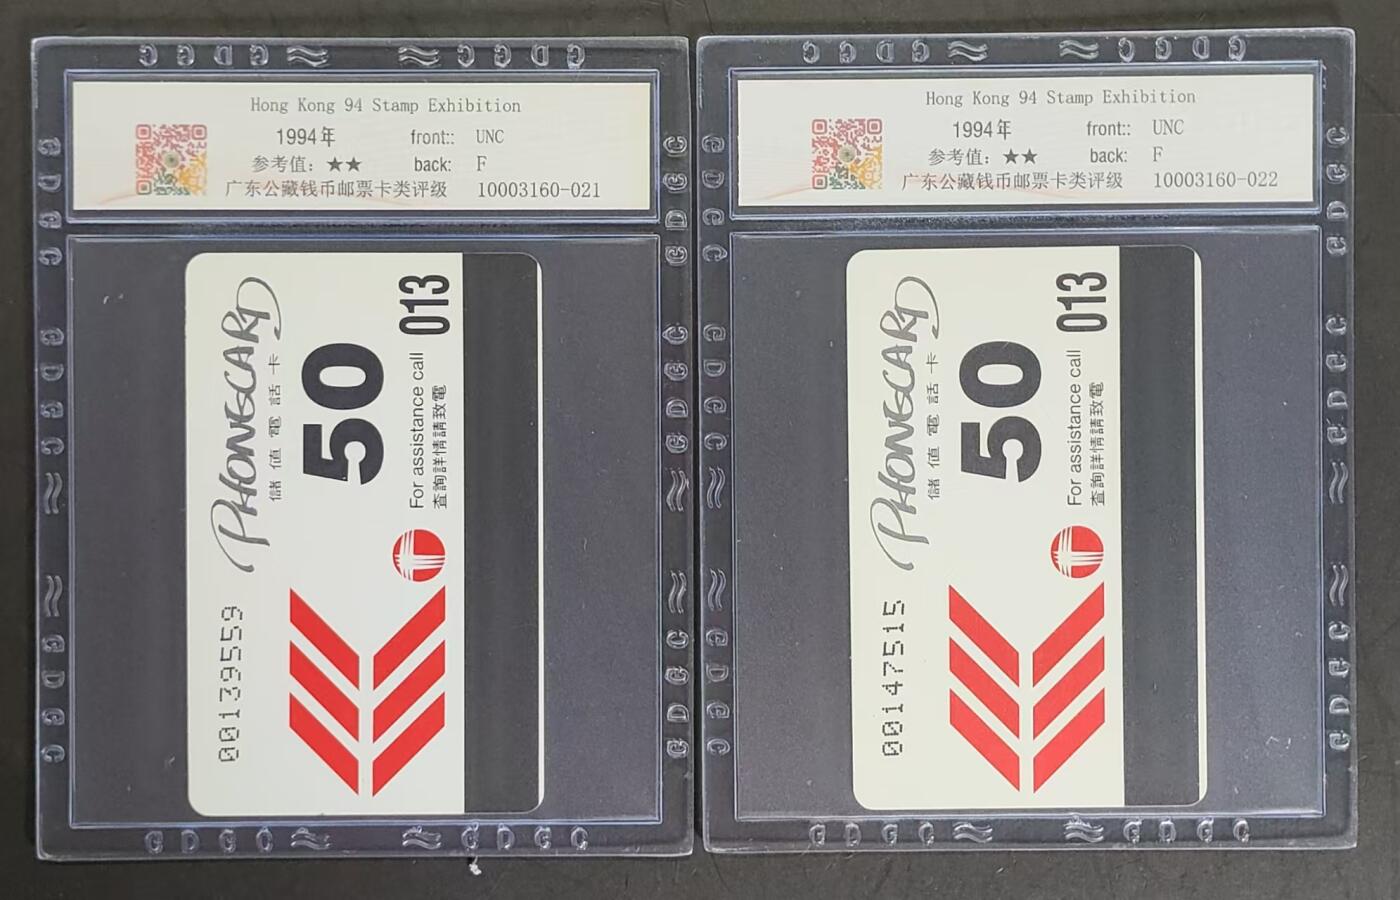 Hong Kong 94 Stamp Exhibition
1994年 front:: UNC
参考值：★★ back: F
广东公藏钱币邮票卡类评级 10003160-021
PHONECARD
儲值電話卡
50
013
For assistance call
查詢詳情請致電
00139559
Hong Kong 94 Stamp Exhibition
1994年 front:: UNC
参考值：★★ back: F
广东公藏钱币邮票卡类评级 10003160-022
PHONECARD
儲值電話卡
50
013
For assistance call
查詢詳情請致電
00147515